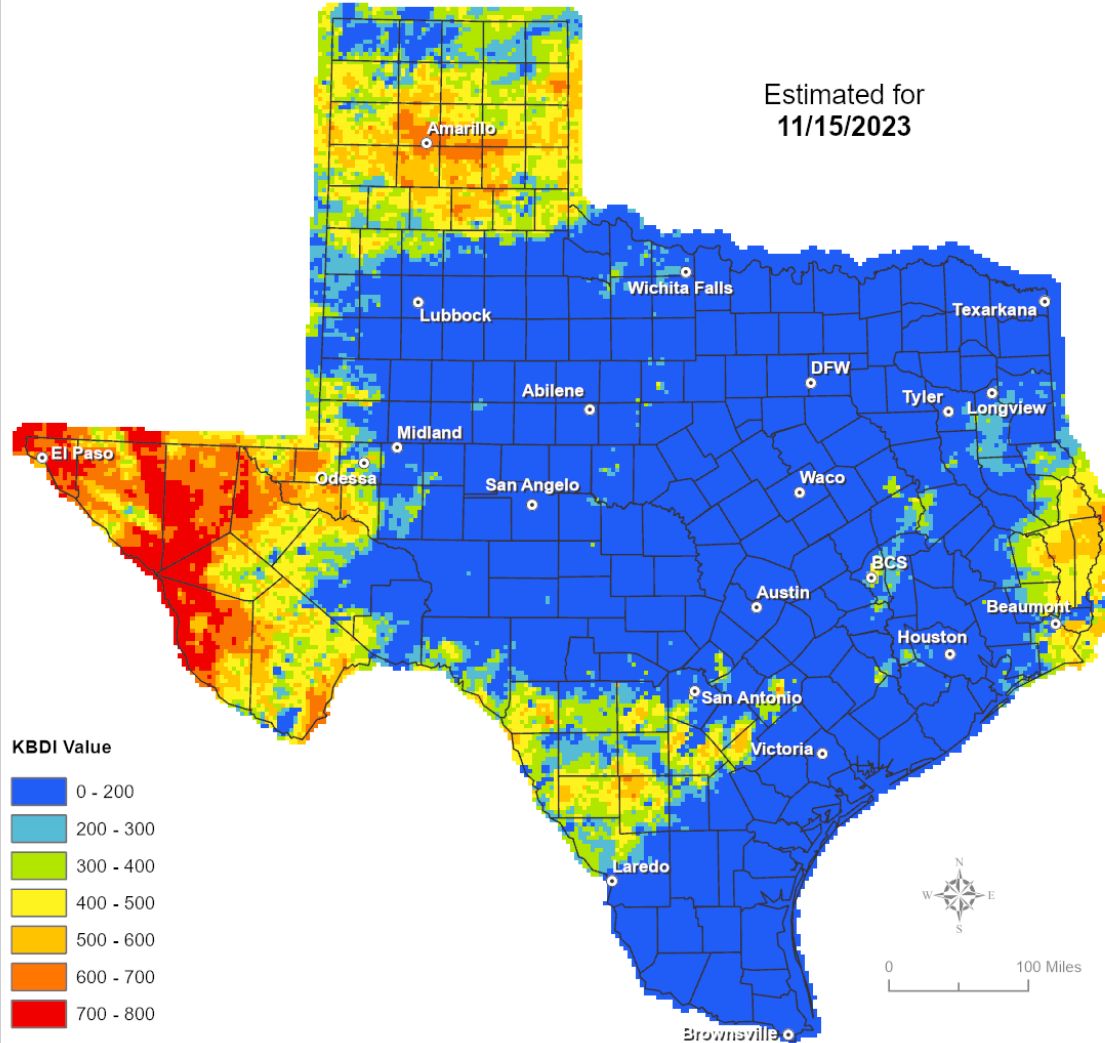 Estimated for
11/15/2023
Amarillo
Wichita Falls
Lubbock
Texarkana
DFW
Abilene
Tyler
Longview
Midland
El Paso
Odessa
San Angelo
Waco
BCS
Austin
Beaumont
Houston
San Antonio
Victoria
KBDI Value
0 - 200
200 - 300
300 - 400
400 - 500
500 - 600
600 - 700
700 - 800
Laredo
N
W E
S
0 100 Miles
Brownsville